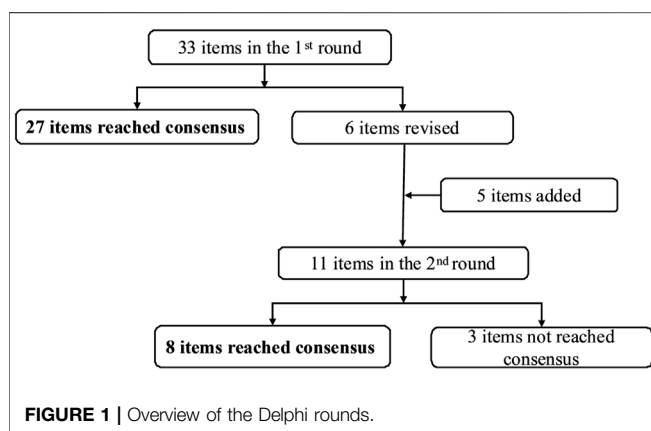 33 items in the 1st round
27 items reached consensus
6 items revised
5 items added
11 items in the 2nd round
8 items reached consensus
3 items not reached
consensus
FIGURE 1 | Overview of the Delphi rounds.